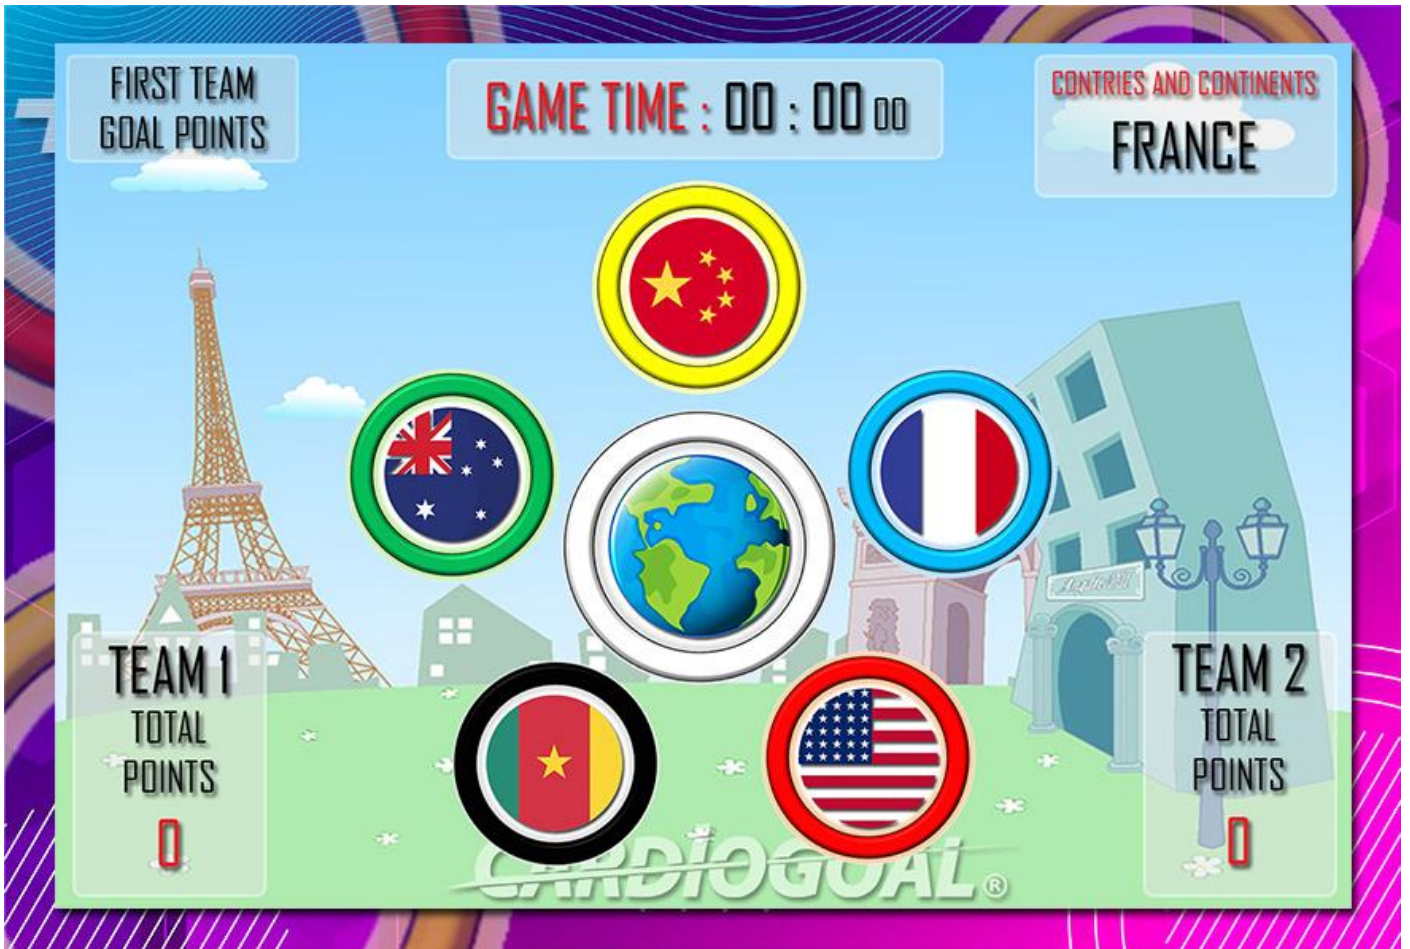 FIRST TEAM
GOAL POINTS
GAME TIME : 00 : 00 00
CONTRIES AND CONTINENTS
FRANCE
TEAM 1
TOTAL
POINTS
0
TEAM 2
TOTAL
POINTS
0
CARDIOGOAL ®